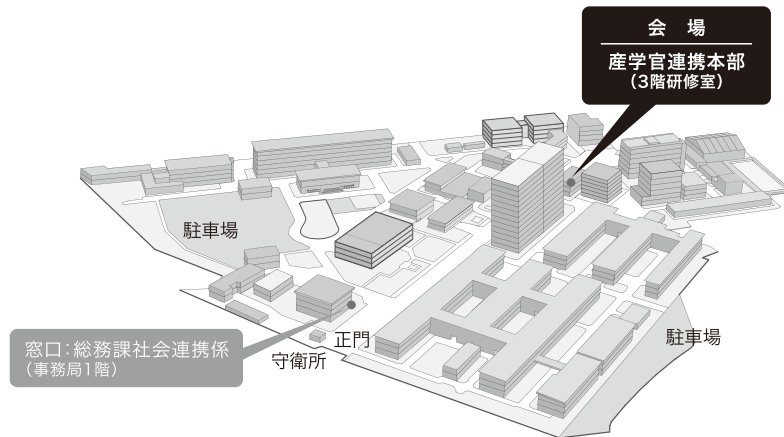 会 場
産学官連携本部
（3階研修室）
駐車場
窓口：総務課社会連携係
（事務局1階）
正門
守衛所
駐車場